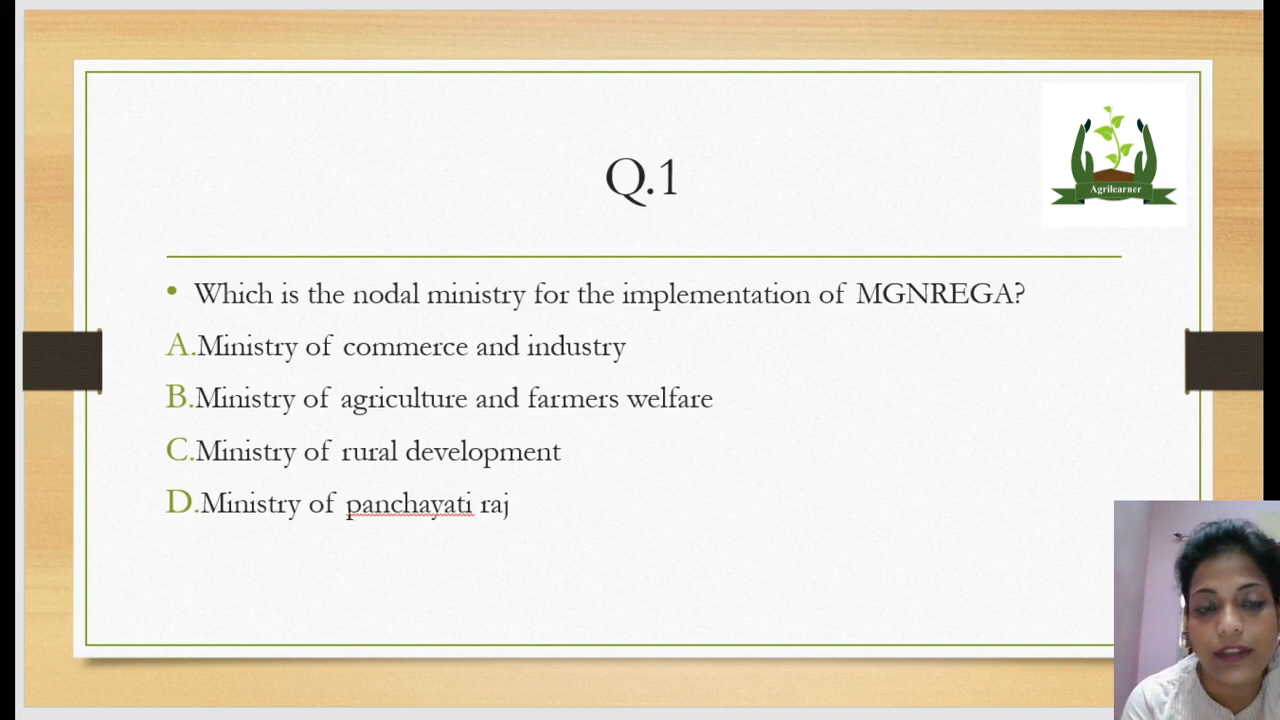 Agrilearner
Q.1
• Which is the nodal ministry for the implementation of MGNREGA?
A.Ministry of commerce and industry
B.Ministry of agriculture and farmers welfare
C.Ministry of rural development
D.Ministry of panchayati raj